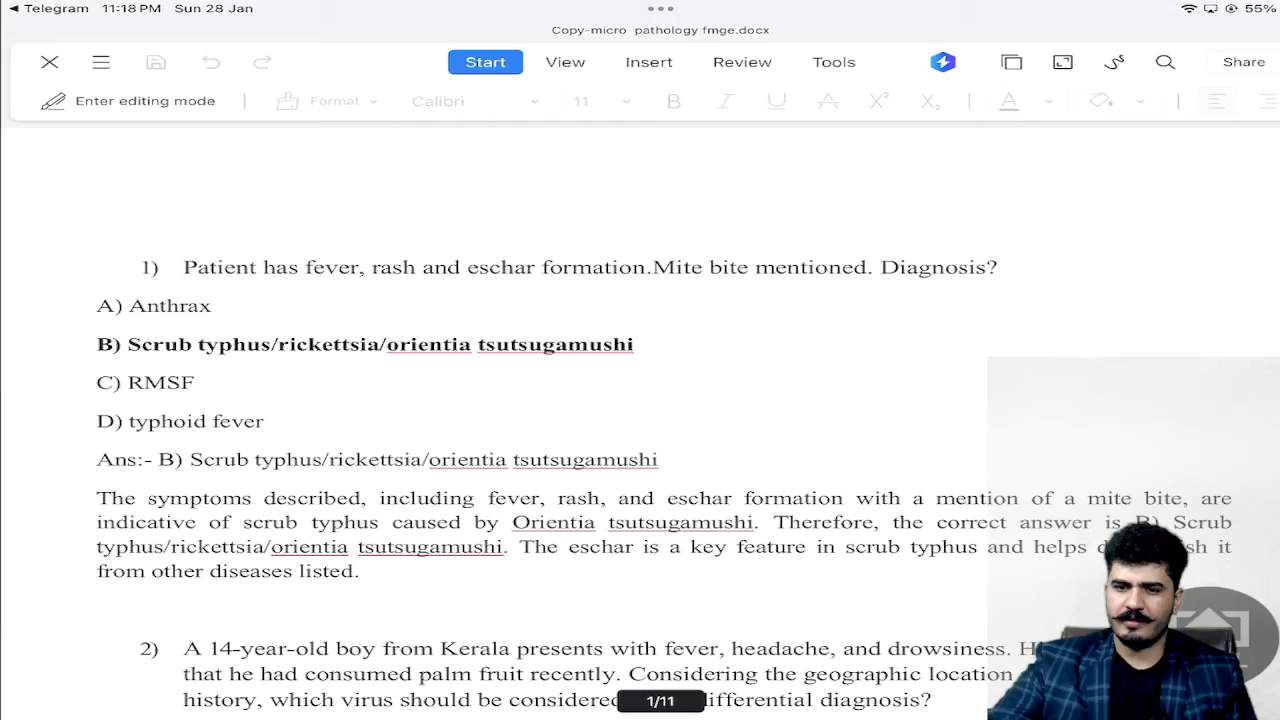 Telegram 11:18 PM Sun 28 Jan 55%
Copy-micro pathology fmge.docx
Start View Insert Review Tools Share
Enter editing mode Format Calibri 11 B I U A X² X₂ A
1) Patient has fever, rash and eschar formation.Mite bite mentioned. Diagnosis?
A) Anthrax
B) Scrub typhus/rickettsia/orientia tsutsugamushi
C) RMSF
D) typhoid fever
Ans:- B) Scrub typhus/rickettsia/orientia tsutsugamushi
The symptoms described, including fever, rash, and eschar formation with a mention of a mite bite, are
indicative of scrub typhus caused by Orientia tsutsugamushi. Therefore, the correct answer is B) Scrub
typhus/rickettsia/orientia tsutsugamushi. The eschar is a key feature in scrub typhus and helps it
from other diseases listed.
2) A 14-year-old boy from Kerala presents with fever, headache, and drowsiness.
that he had consumed palm fruit recently. Considering the geographic location
history, which virus should be considered differential diagnosis?
1/11